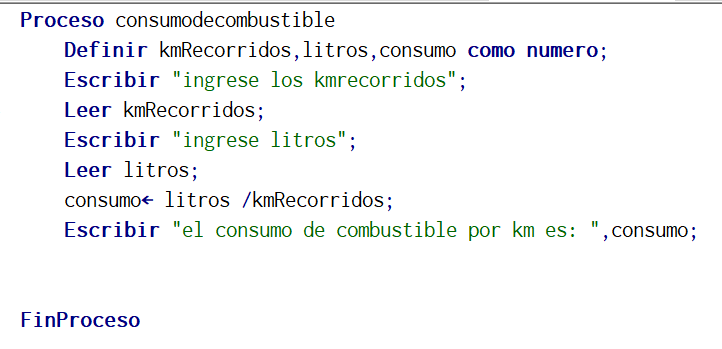 Proceso consumodecombustible
Definir kmRecorridos,litros,consumo como numero;
Escribir "ingrese los kmrecorridos";
Leer kmRecorridos;
Escribir "ingrese litros";
Leer litros;
consumo← litros /kmRecorridos;
Escribir "el consumo de combustible por km es: ",consumo;
FinProceso